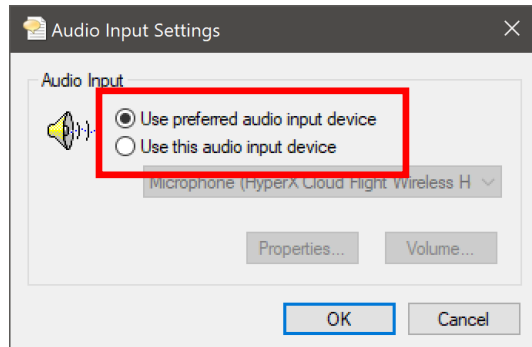 Audio Input Settings
Audio Input
Use preferred audio input device
Use this audio input device
Microphone (HyperX Cloud Flight Wireless H
Properties...
Volume...
OK
Cancel